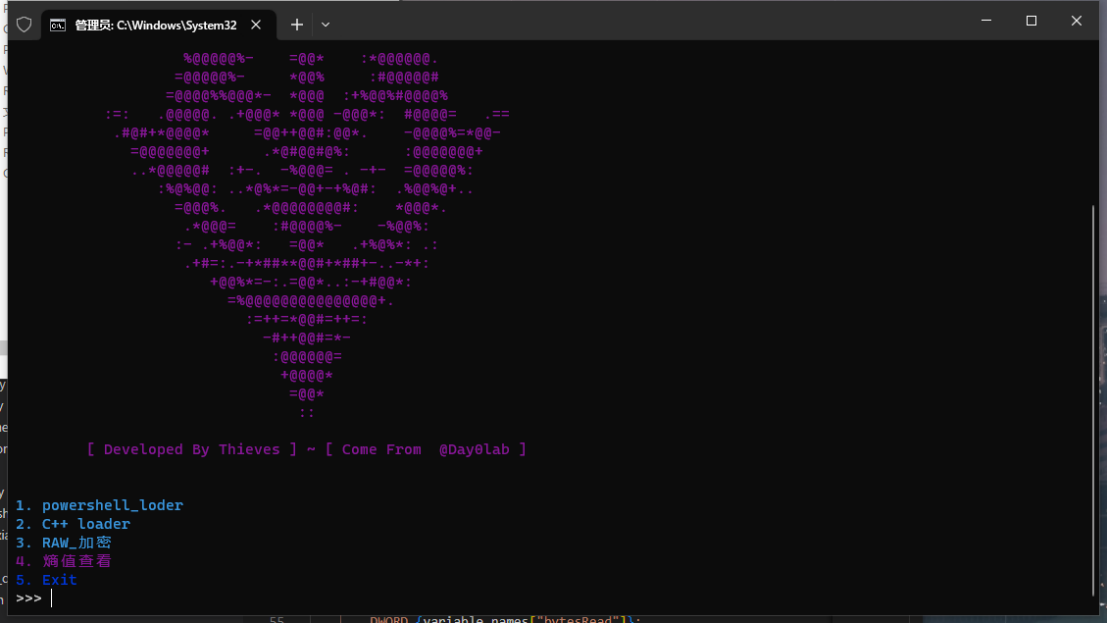 管理员: C:\Windows\System32
%@@@@@%-    =@@*    :*@@@@@@.
=@@@@@%-     *@@%     :#@@@@@#
=@@@@%%@@@*-  *@@@  :+%@@%#@@@@%
:=:   .@@@@@. .+@@@* *@@@ -@@@*:  #@@@@=   .==
.#@#+*@@@@*     =@@++@@#:@@*.    -@@@@%=*@@-
=@@@@@@@+      .*@#@@#@%:      :@@@@@@@+
..*@@@@@#  :+-.  -%@@@= . -+-  =@@@@@%:
:%@%@@: ..*@%*=-@@+-+%@#:  .%@@%@+..
=@@@%.   .*@@@@@@@@#:    *@@@*.
.*@@@=    :#@@@@%-    -%@@%:
:- .+%@@*:   =@@*   .+%@%*: .:
.+#=:.-+*##**@@#+*##+-..-*+:
+@@%*=-:.=@@*..:-+#@@*:
=%@@@@@@@@@@@@@@@+.
:=++=*@@#=++=:
-#++@@#=*-
:@@@@@@=
+@@@@*
=@@*
::
[ Developed By Thieves ] ~ [ Come From  @Day0lab ]
1. powershell_loder
2. C++ loader
3. RAW_加密
4. 熵值查看
5. Exit
>>>
55 DWORD {variable_names["bytesRead"]};